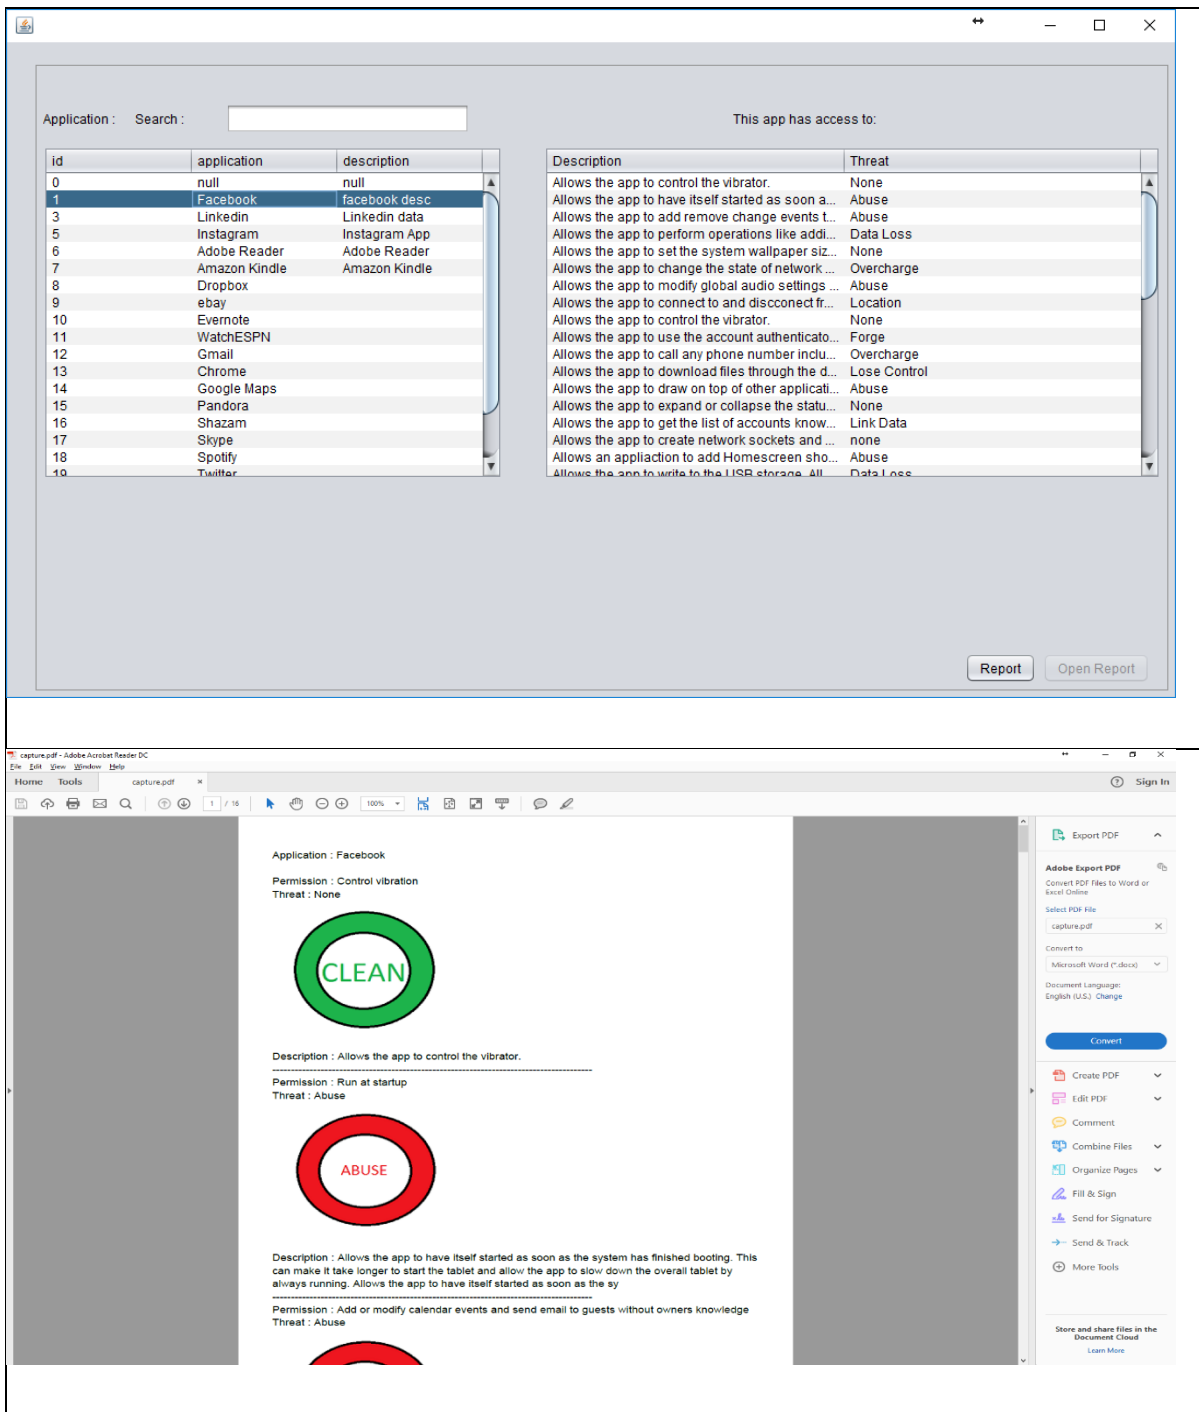 Application : Search :
This app has access to:
id application description
0 null null
1 Facebook facebook desc
3 Linkedin Linkedin data
5 Instagram Instagram App
6 Adobe Reader Adobe Reader
7 Amazon Kindle Amazon Kindle
8 Dropbox
9 ebay
10 Evernote
11 WatchESPN
12 Gmail
13 Chrome
14 Google Maps
15 Pandora
16 Shazam
17 Skype
18 Spotify
19 Twitter
Description Threat
Allows the app to control the vibrator. None
Allows the app to have itself started as soon a... Abuse
Allows the app to add remove change events t... Abuse
Allows the app to perform operations like addi... Data Loss
Allows the app to set the system wallpaper siz... None
Allows the app to change the state of network ... Overcharge
Allows the app to modify global audio settings ... Abuse
Allows the app to connect to and discconect fr... Location
Allows the app to control the vibrator. None
Allows the app to use the account authenticato... Forge
Allows the app to call any phone number inclu... Overcharge
Allows the app to download files through the d... Lose Control
Allows the app to draw on top of other applicati... Abuse
Allows the app to expand or collapse the statu... None
Allows the app to get the list of accounts know... Link Data
Allows the app to create network sockets and ... none
Allows an appliaction to add Homescreen sho... Abuse
Allows the app to write to the USB storage. All... Data Loss
Report Open Report
capture.pdf - Adobe Acrobat Reader DC
File Edit View Window Help
Home Tools capture.pdf × Sign In
1 / 16 100%
Application : Facebook
Permission : Control vibration
Threat : None
CLEAN
Description : Allows the app to control the vibrator.
Permission : Run at startup
Threat : Abuse
ABUSE
Description : Allows the app to have itself started as soon as the system has finished booting. This
can make it take longer to start the tablet and allow the app to slow down the overall tablet by
always running. Allows the app to have itself started as soon as the sy
Permission : Add or modify calendar events and send email to guests without owners knowledge
Threat : Abuse
Export PDF
Adobe Export PDF
Convert PDF Files to Word or
Excel Online
Select PDF File
capture.pdf
Convert to
Microsoft Word (*.docx)
Document Language:
English (U.S.) Change
Convert
Create PDF
Edit PDF
Comment
Combine Files
Organize Pages
Fill & Sign
Send for Signature
Send & Track
More Tools
Store and share files in the
Document Cloud
Learn More